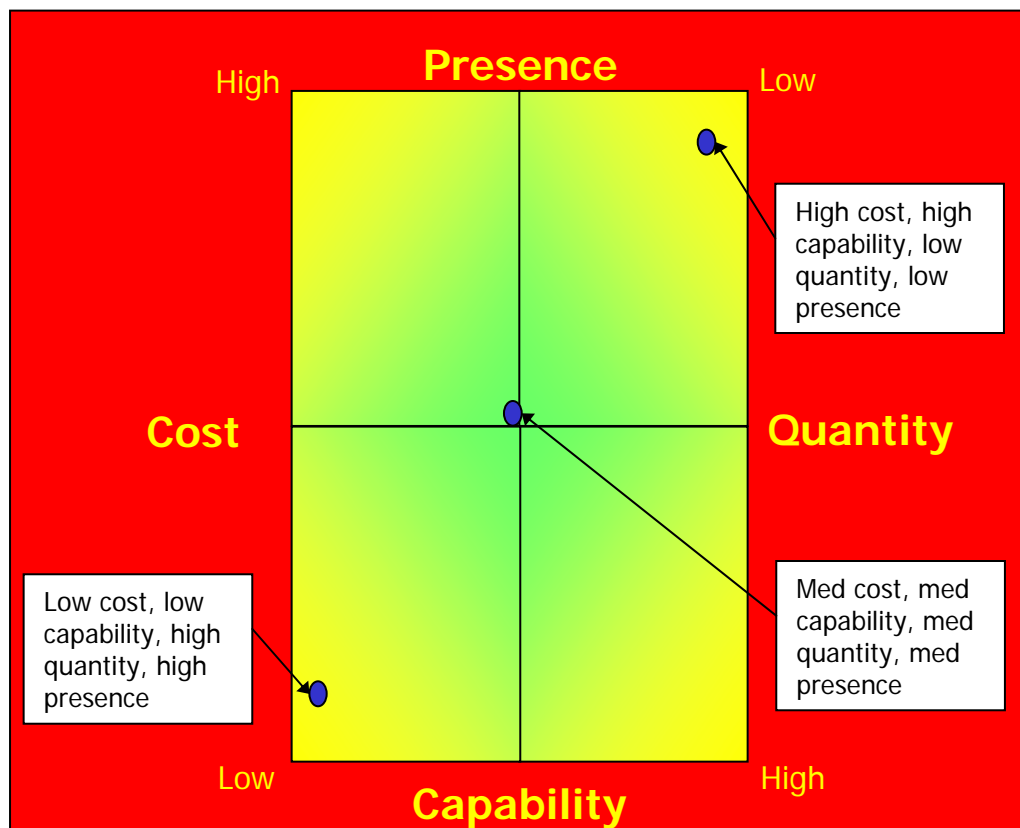 Presence
High
Low
High cost, high
capability, low
quantity, low
presence
Cost
Quantity
Low cost, low
capability, high
quantity, high
presence
Med cost, med
capability, med
quantity, med
presence
Low
High
Capability